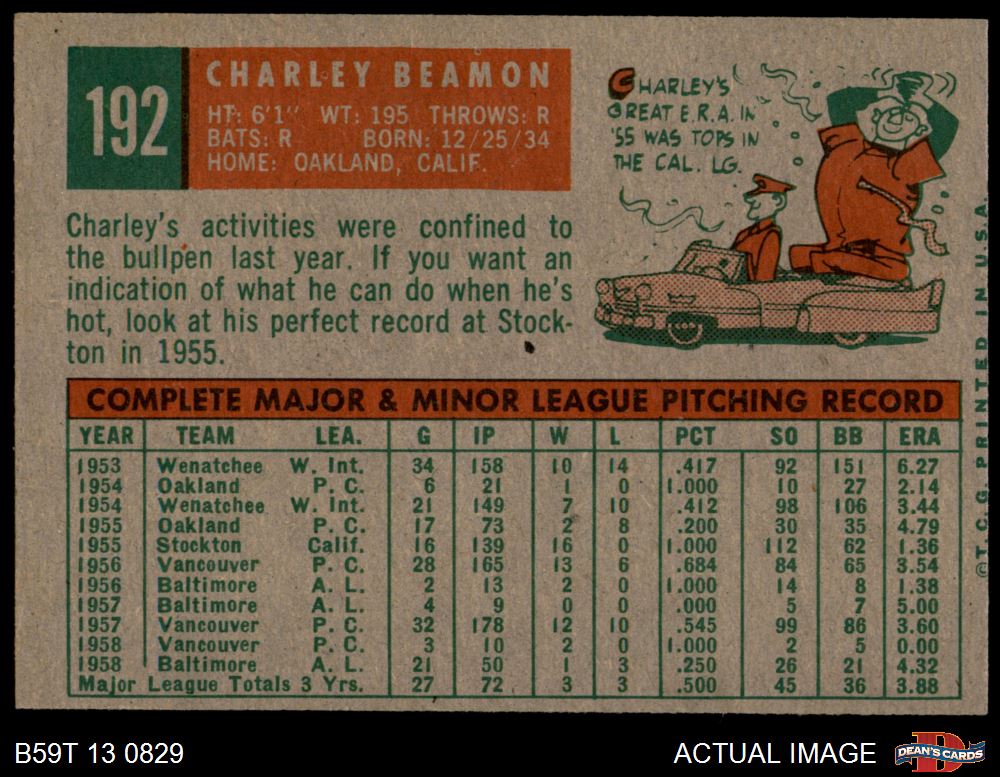 192
CHARLEY BEAMON
HT: 6'1" WT: 195 THROWS: R
BATS: R BORN: 12/25/34
HOME: OAKLAND, CALIF.
CHARLEY'S
GREAT E.R.A. IN
'55 WAS TOPS IN
THE CAL. LG.
Charley's activities were confined to
the bullpen last year. If you want an
indication of what he can do when he's
hot, look at his perfect record at Stock-
ton in 1955.
COMPLETE MAJOR & MINOR LEAGUE PITCHING RECORD
YEAR TEAM LEA. G IP W L PCT SO BB ERA
1953 Wenatchee W. Int. 34 158 10 14 .417 92 151 6.27
1954 Oakland P. C. 6 21 1 0 1.000 10 27 2.14
1954 Wenatchee W. Int. 21 149 7 10 .412 98 106 3.44
1955 Oakland P. C. 17 73 2 8 .200 30 35 4.79
1955 Stockton Calif. 16 139 16 0 1.000 112 62 1.36
1956 Vancouver P. C. 28 165 13 6 .684 84 65 3.54
1956 Baltimore A. L. 2 13 2 0 1.000 14 8 1.38
1957 Baltimore A. L. 4 9 0 0 .000 5 7 5.00
1957 Vancouver P. C. 32 178 12 10 .545 99 86 3.60
1958 Vancouver P. C. 3 10 2 0 1.000 2 5 0.00
1958 Baltimore A. L. 21 50 1 3 .250 26 21 4.32
Major League Totals 3 Yrs. 27 72 3 3 .500 45 36 3.88
©T.C.G. PRINTED IN U.S.A.
B59T 13 0829
ACTUAL IMAGE
D
DEAN'S CARDS